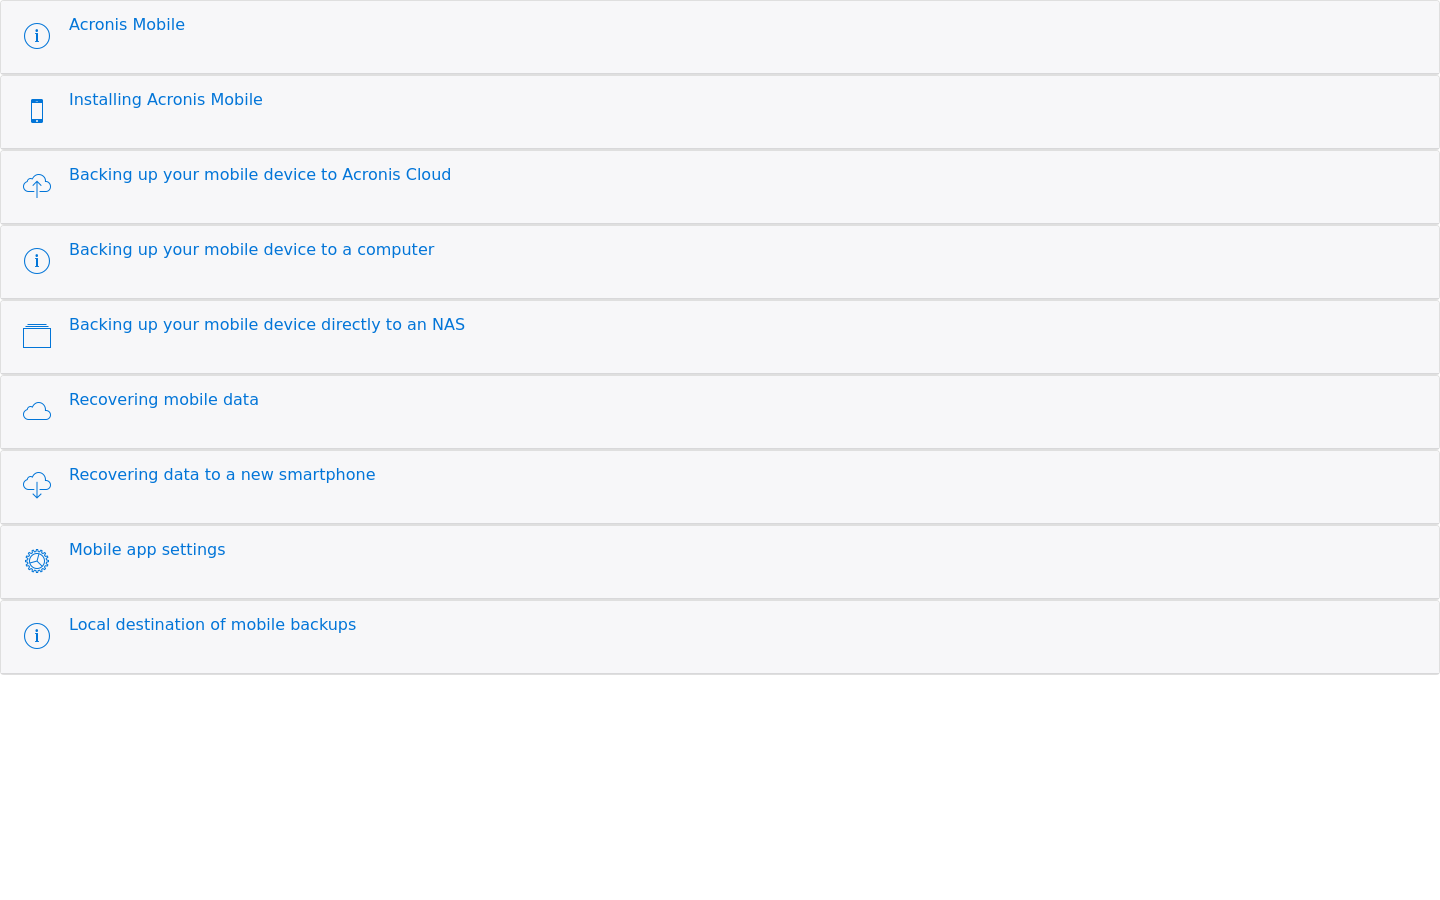 Acronis Mobile
Installing Acronis Mobile
Backing up your mobile device to Acronis Cloud
Backing up your mobile device to a computer
Backing up your mobile device directly to an NAS
Recovering mobile data
Recovering data to a new smartphone
Mobile app settings
Local destination of mobile backups